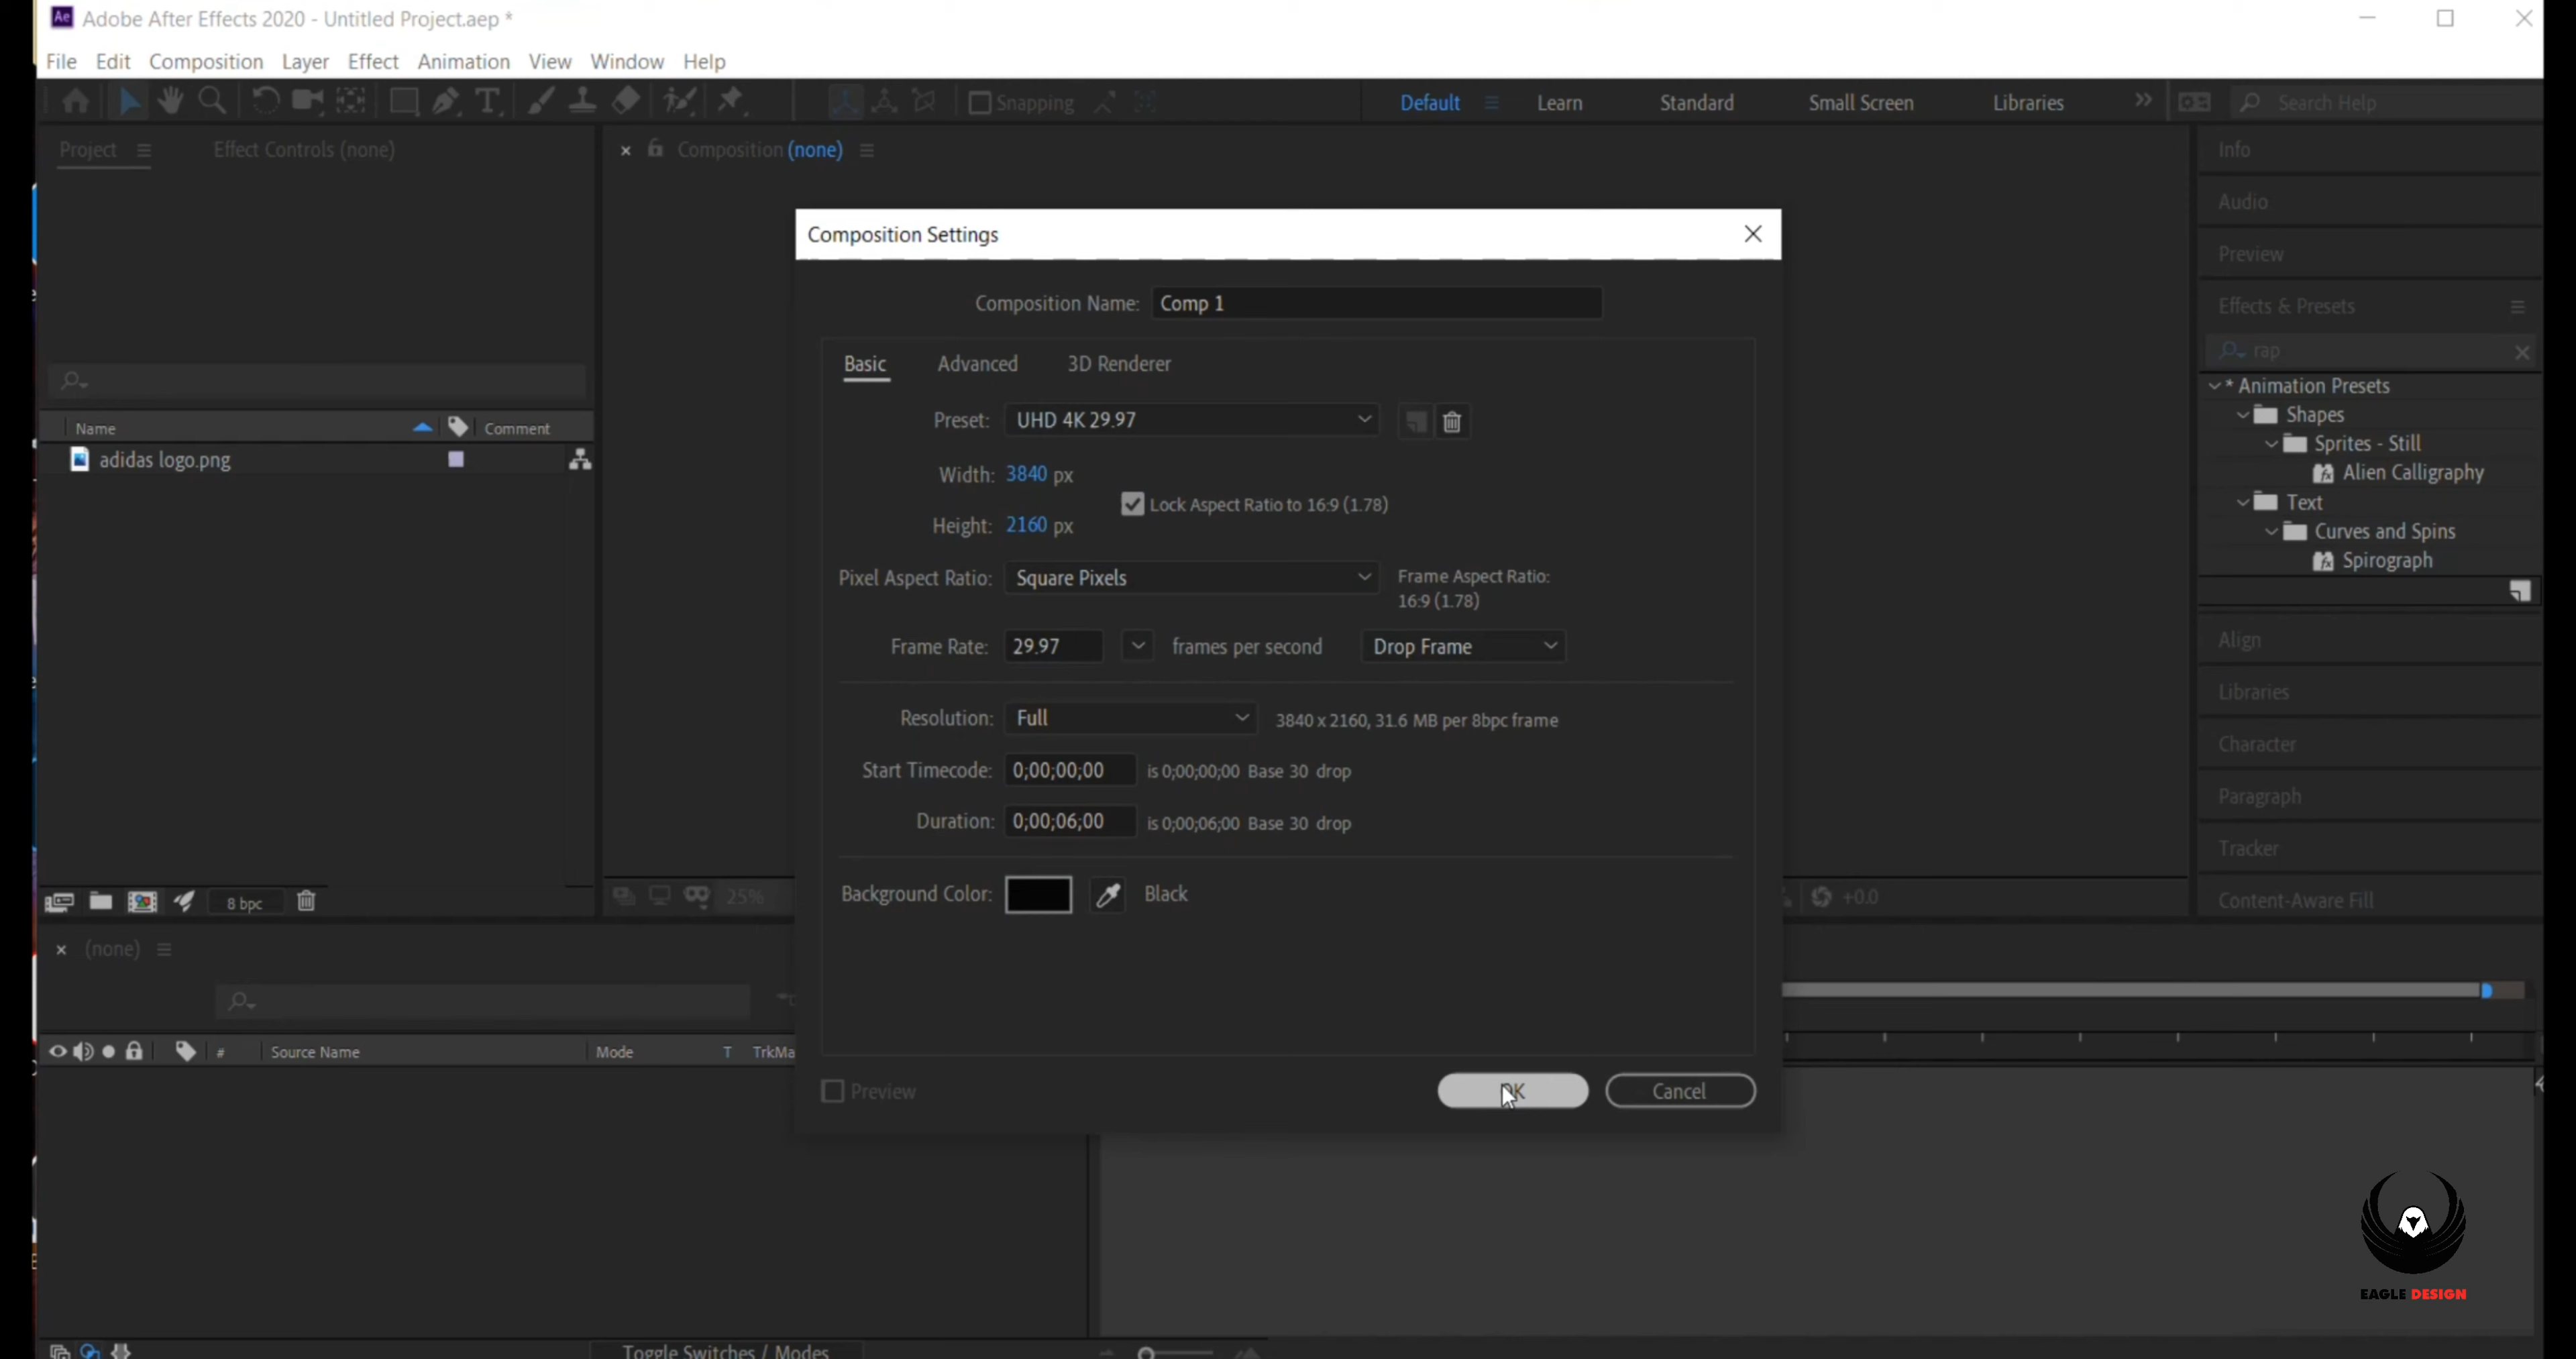 Ae Adobe After Effects 2020 - Untitled Project.aep *
File Edit Composition Layer Effect Animation View Window Help
Snapping Default Learn Standard Small Screen Libraries Search Help
Project Effect Controls (none) Composition (none)
Info
Audio
Preview
Effects & Presets
rap
* Animation Presets
Shapes
Sprites - Still
Alien Calligraphy
Text
Curves and Spins
Spirograph
Align
Libraries
Character
Paragraph
Tracker
Content-Aware Fill
Name Comment
adidas logo.png
8 bpc
Composition Settings
Composition Name: Comp 1
Basic Advanced 3D Renderer
Preset: UHD 4K 29.97
Width: 3840 px
Lock Aspect Ratio to 16:9 (1.78)
Height: 2160 px
Pixel Aspect Ratio: Square Pixels Frame Aspect Ratio:
16:9 (1.78)
Frame Rate: 29.97 frames per second Drop Frame
Resolution: Full 3840 x 2160, 31.6 MB per 8bpc frame
Start Timecode: 0;00;00;00 is 0;00;00;00 Base 30 drop
Duration: 0;00;06;00 is 0;00;06;00 Base 30 drop
Background Color: Black
Preview OK Cancel
25% +0.0
(none)
# Source Name Mode T TrkMa
Toggle Switches / Modes
EAGLE DESIGN